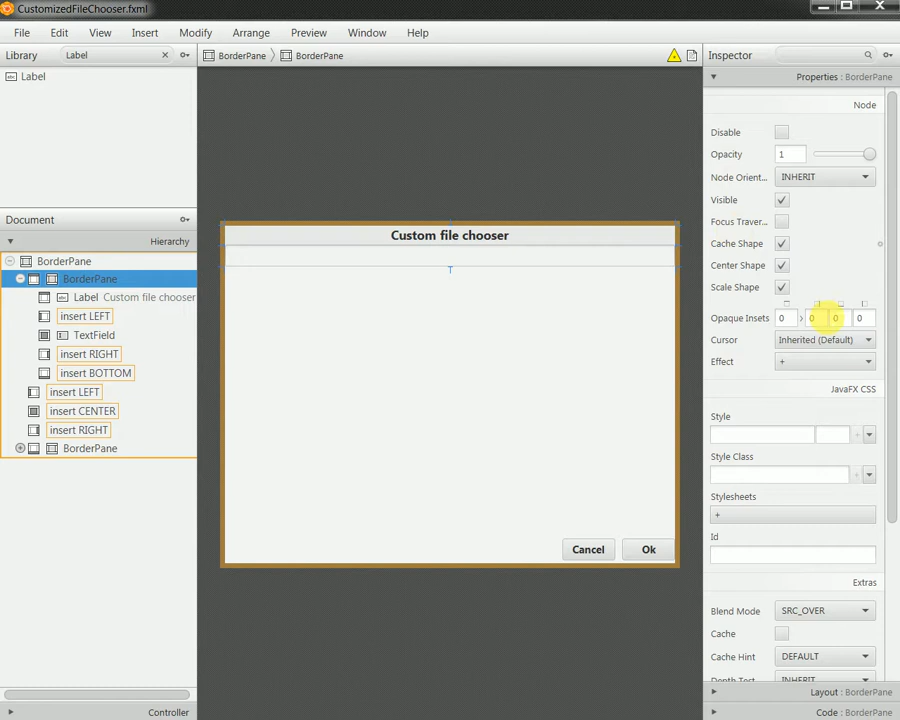 CustomizedFileChooser.fxml
File Edit View Insert Modify Arrange Preview Window Help
Library Label
BorderPane BorderPane
Inspector
Label
Properties : BorderPane
Node
Disable
Opacity 1
Node Orient... INHERIT
Visible
Focus Traver...
Cache Shape
Center Shape
Scale Shape
Opaque Insets 0 0 0 0
Cursor Inherited (Default)
Effect +
JavaFX CSS
Style
Style Class
Stylesheets
+
Id
Extras
Blend Mode SRC_OVER
Cache
Cache Hint DEFAULT
Depth Test INHERIT
Layout : BorderPane
Code : BorderPane
Document
Hierarchy
BorderPane
BorderPane
Label Custom file chooser
insert LEFT
TextField
insert RIGHT
insert BOTTOM
insert LEFT
insert CENTER
insert RIGHT
BorderPane
Controller
Custom file chooser
Cancel Ok